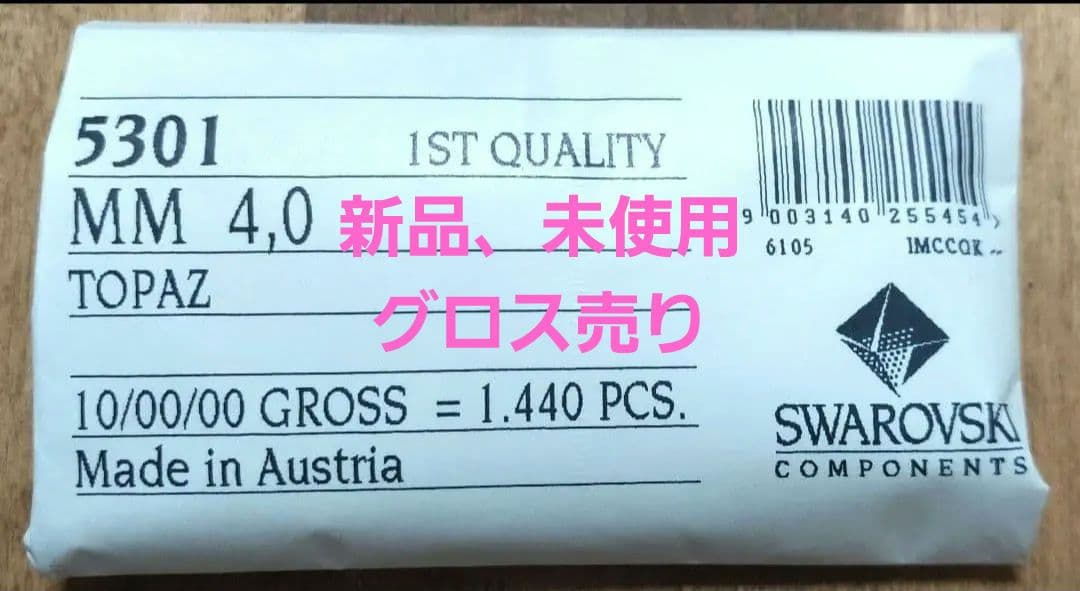 5301 1ST QUALITY
MM 4,0
新品、未使用
TOPAZ
グロス売り
10/00/00 GROSS = 1.440 PCS.
Made in Austria
9 003140 255454
6105 IMCCQK
SWAROVSKI
COMPONENTS